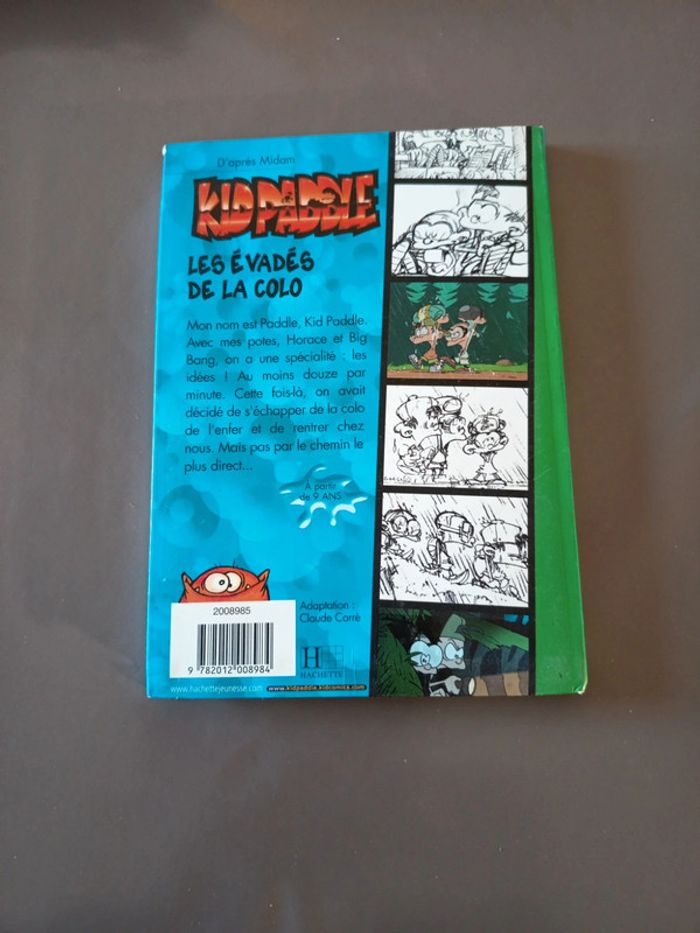 D'après Midam
KID PADDLE
LES ÉVADÉS
DE LA COLO
Mon nom est Paddle, Kid Paddle.
Avec mes potes, Horace et Big
Bang, on a une spécialité : les
idées ! Au moins douze par
minute. Cette fois-là, on avait
décidé de s'échapper de la colo
de l'enfer et de rentrer chez
nous. Mais pas par le chemin le
plus direct...
À partir
de 9 ANS
2008985
9 782012 008984
Adaptation :
Claude Carré
H
HACHETTE
www.hachettejeunesse.com
www.kidpaddle.kidcomics.com